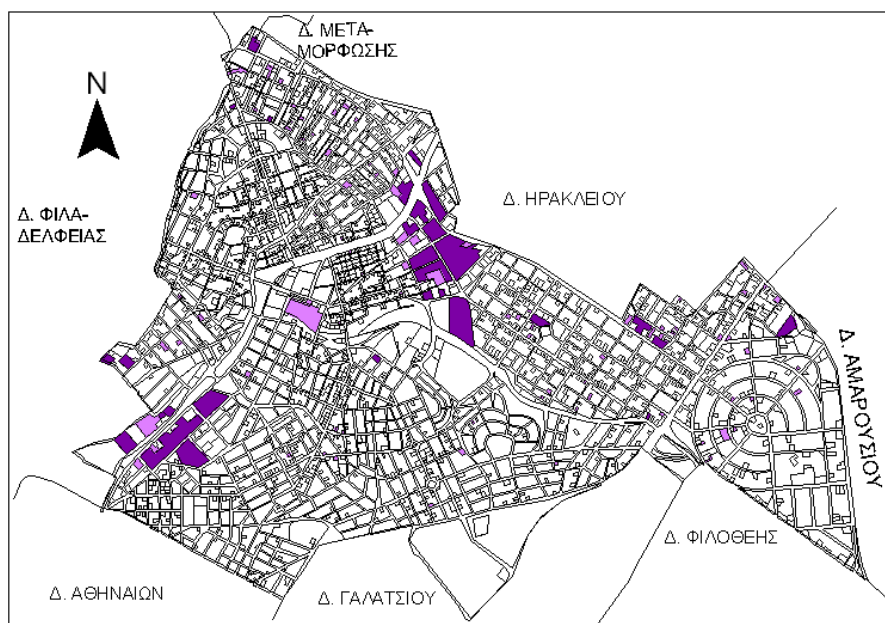 Δ. ΜΕΤΑ-
ΜΟΡΦΩΣΗΣ
N
Δ. ΗΡΑΚΛΕΙΟΥ
Δ. ΦΙΛΑ-
ΔΕΛΦΕΙΑΣ
Δ. ΑΜΑΡΟΥΣΙΟΥ
Δ. ΦΙΛΟΘΕΗΣ
Δ. ΑΘΗΝΑΙΩΝ
Δ. ΓΑΛΑΤΣΙΟΥ